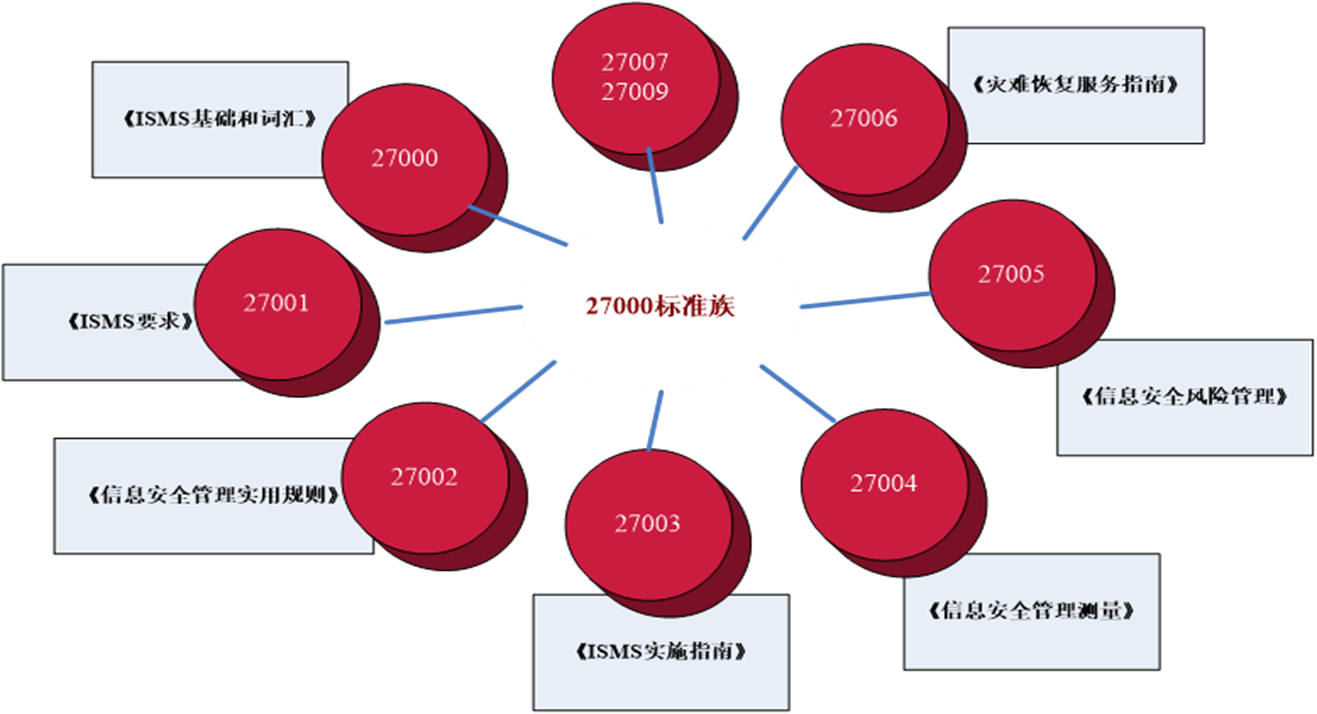 27007
27009
《灾难恢复服务指南》
27006
《ISMS基础和词汇》
27000
27005
27001
《ISMS要求》
27000标准族
《信息安全风险管理》
27002
《信息安全管理实用规则》
27004
27003
《信息安全管理测量》
《ISMS实施指南》